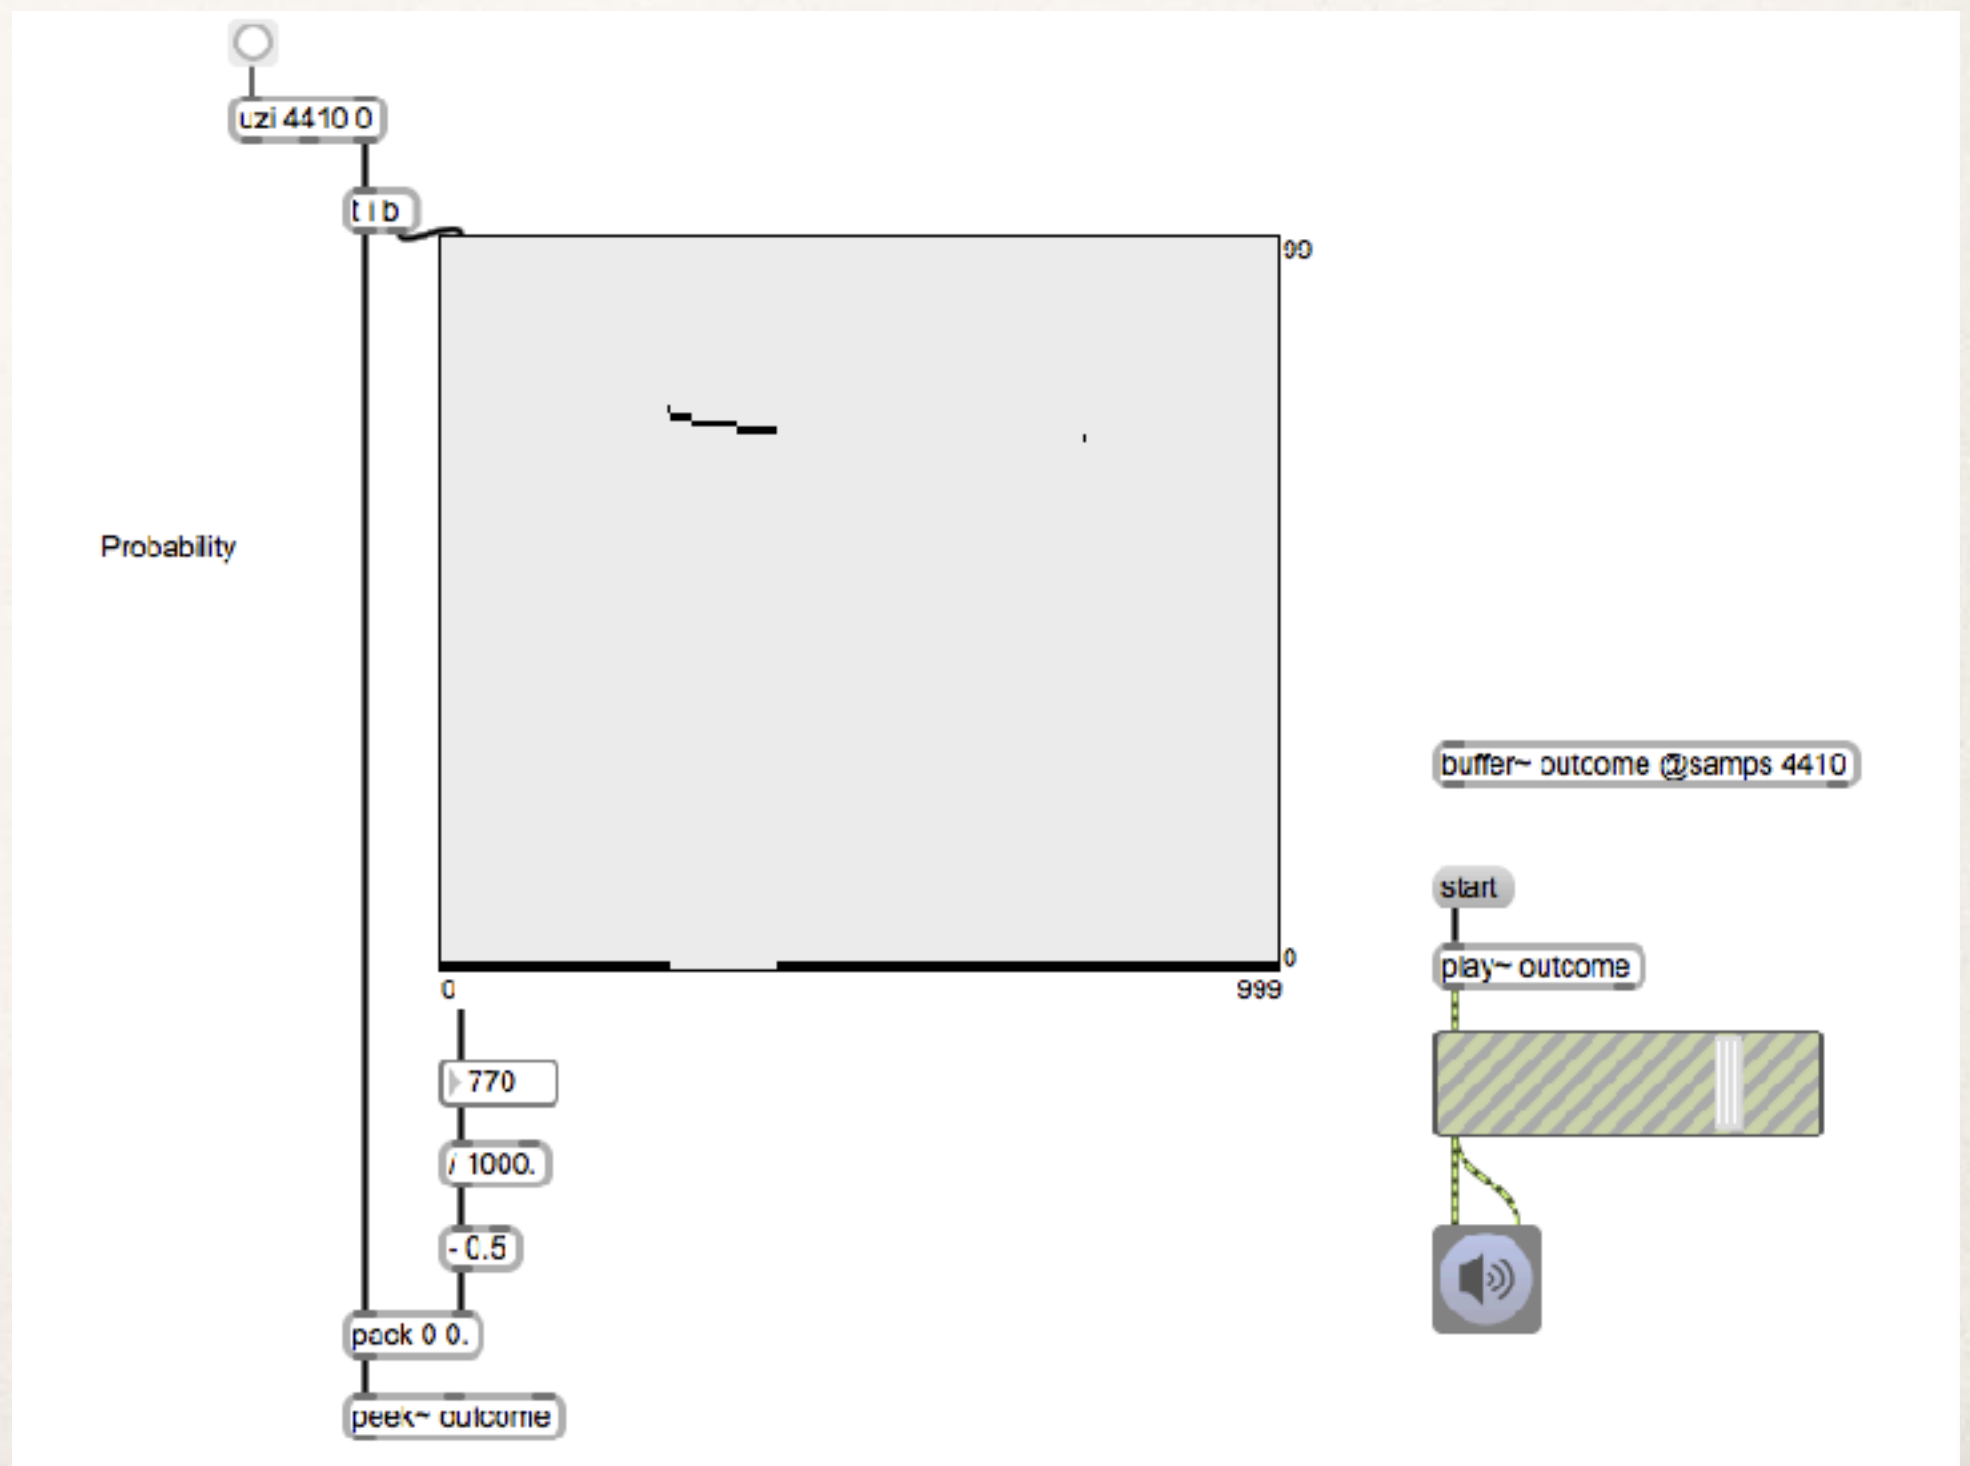 uzi 4410 0
t i b
99
Probability
buffer~ outcome @samps 4410
start
0
play~ outcome
0
999
770
/ 1000.
- 0.5
pack 0 0.
peek~ outcome